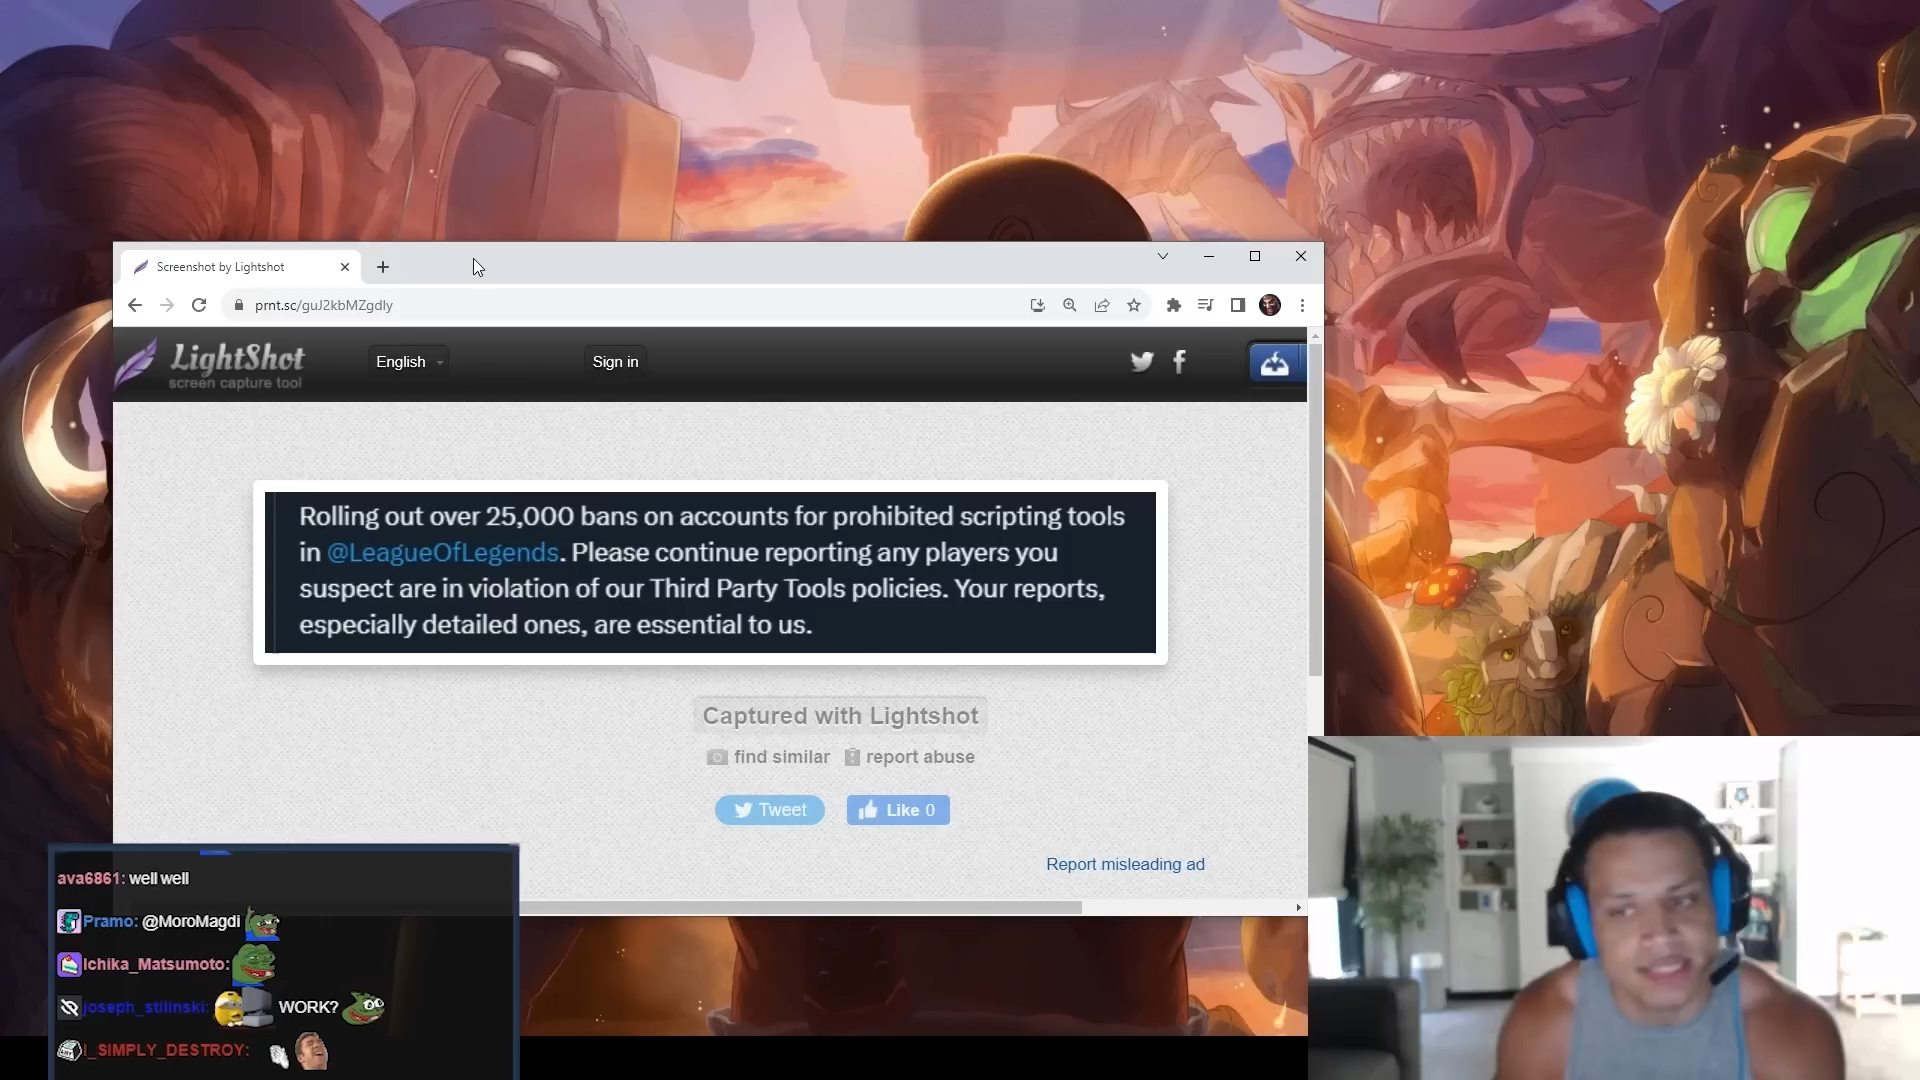 Screenshot by Lightshot
prnt.sc/guJ2kbMZgdly
LightShot
screen capture tool
English
Sign in
Rolling out over 25,000 bans on accounts for prohibited scripting tools
in @LeagueOfLegends. Please continue reporting any players you
suspect are in violation of our Third Party Tools policies. Your reports,
especially detailed ones, are essential to us.
Captured with Lightshot
find similar report abuse
Tweet
Like 0
Report misleading ad
ava6861: well well
Pramo: @MoroMagdi
Ichika_Matsumoto:
joseph_stilinski: WORK?
I_SIMPLY_DESTROY: